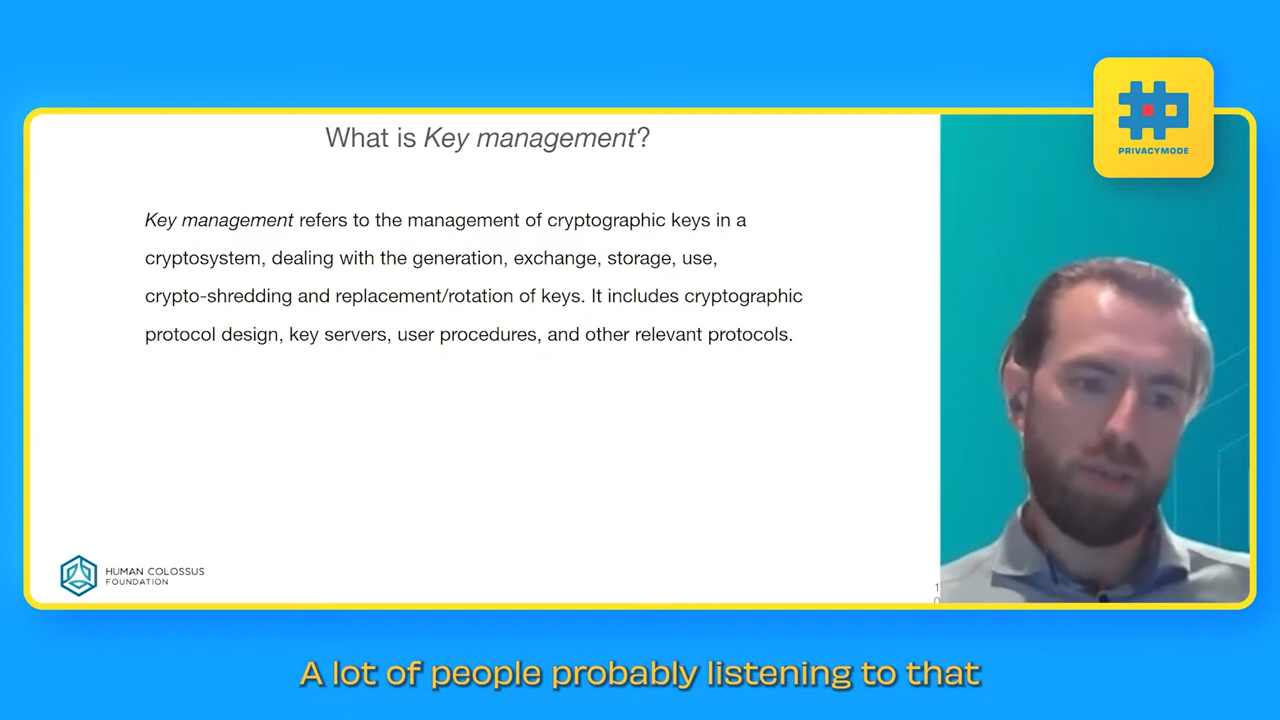 What is Key management?
PRIVACYMODE
Key management refers to the management of cryptographic keys in a
cryptosystem, dealing with the generation, exchange, storage, use,
crypto-shredding and replacement/rotation of keys. It includes cryptographic
protocol design, key servers, user procedures, and other relevant protocols.
HUMAN COLOSSUS
FOUNDATION
1
0
A lot of people probably listening to that